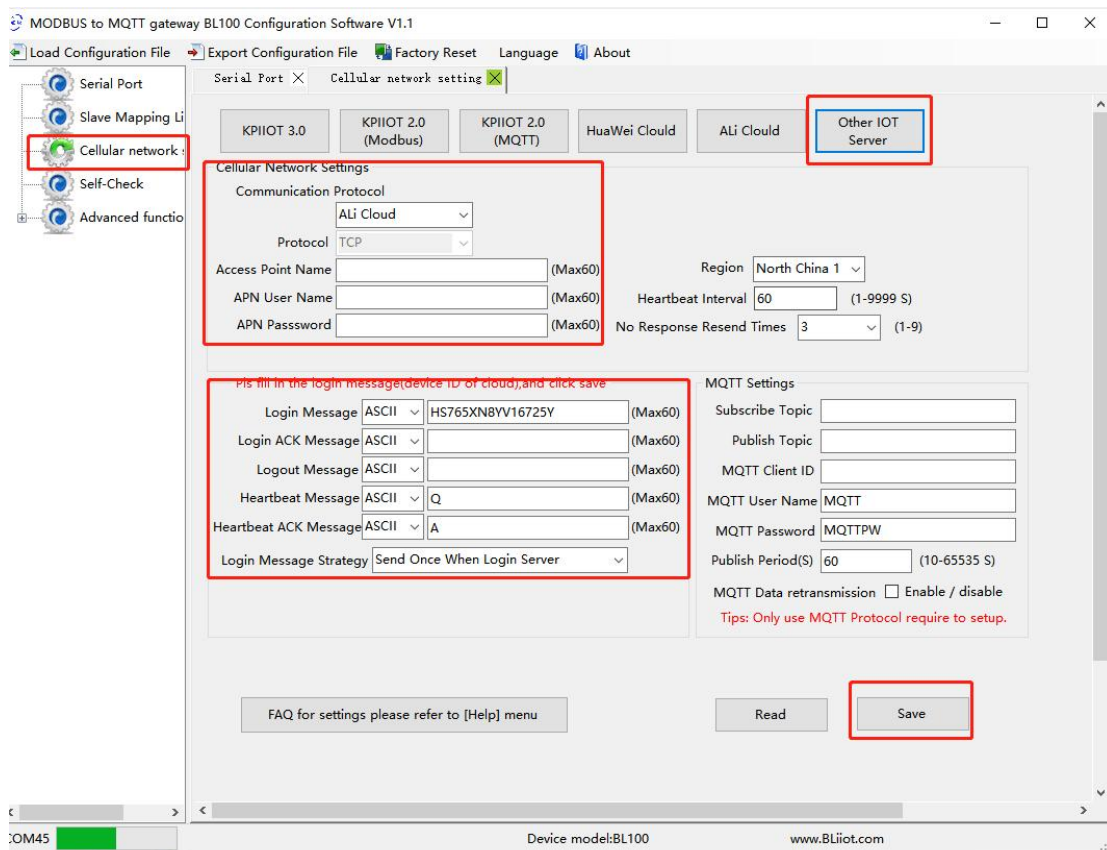 MODBUS to MQTT gateway BL100 Configuration Software V1.1
Load Configuration File Export Configuration File Factory Reset Language About
Serial Port
Slave Mapping Li
Cellular network s
Self-Check
Advanced functio
Serial Port Cellular network setting
KPIIOT 3.0
KPIIOT 2.0
(Modbus)
KPIIOT 2.0
(MQTT)
HuaWei Clould
ALi Clould
Other IOT
Server
Cellular Network Settings
Communication Protocol
ALi Cloud
Protocol TCP
Access Point Name (Max60)
APN User Name (Max60)
APN Passsword (Max60)
Region North China 1
Heartbeat Interval 60 (1-9999 S)
No Response Resend Times 3 (1-9)
Pls fill in the login message(device ID of cloud),and click save
Login Message ASCII HS765XN8YV16725Y (Max60)
Login ACK Message ASCII (Max60)
Logout Message ASCII (Max60)
Heartbeat Message ASCII Q (Max60)
Heartbeat ACK Message ASCII A (Max60)
Login Message Strategy Send Once When Login Server
MQTT Settings
Subscribe Topic
Publish Topic
MQTT Client ID
MQTT User Name MQTT
MQTT Password MQTTPW
Publish Period(S) 60 (10-65535 S)
MQTT Data retransmission Enable / disable
Tips: Only use MQTT Protocol require to setup.
FAQ for settings please refer to [Help] menu
Read
Save
COM45 Device model:BL100 www.BLiiot.com